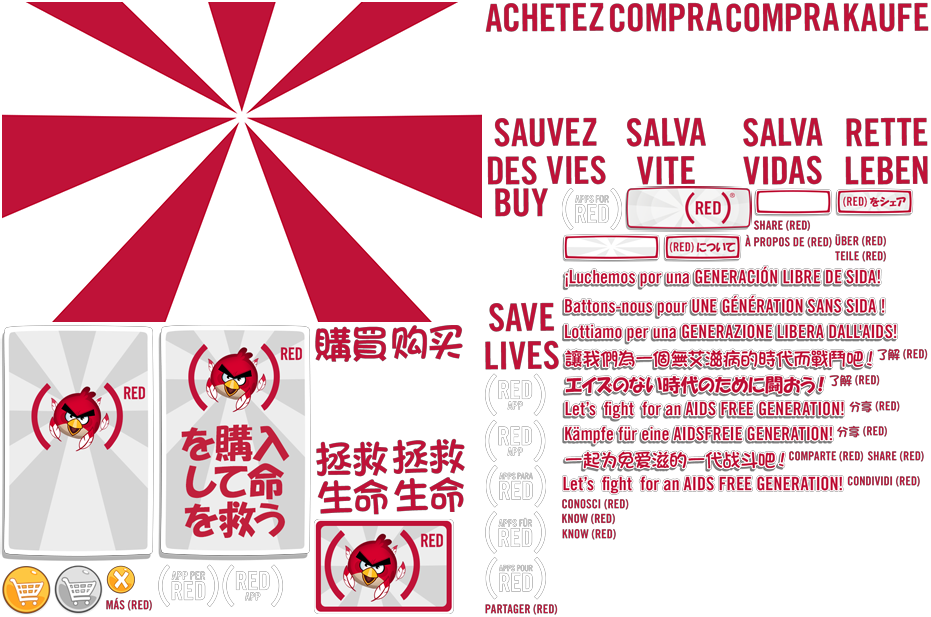 ACHETEZ COMPRA COMPRA KAUFE
SAUVEZ
DES VIES
SALVA
VITE
SALVA
VIDAS
RETTE
LEBEN
BUY
APPS FOR
(RED)
(RED)®
(RED) をシェア
SHARE (RED)
(RED) について
À PROPOS DE (RED)
ÜBER (RED)
TEILE (RED)
¡Luchemos por una GENERACIÓN LIBRE DE SIDA!
Battons-nous pour UNE GÉNÉRATION SANS SIDA !
Lottiamo per una GENERAZIONE LIBERA DALL'AIDS!
SAVE
LIVES
讓我們為一個無艾滋病的時代而戰鬥吧! 了解 (RED)
エイズのない時代のために闘おう! 了解 (RED)
Let's fight for an AIDS FREE GENERATION! 分享 (RED)
Kämpfe für eine AIDSFREIE GENERATION! 分享 (RED)
一起为免爱滋的一代战斗吧! COMPARTE (RED) SHARE (RED)
Let's fight for an AIDS FREE GENERATION! CONDIVIDI (RED)
CONOSCI (RED)
KNOW (RED)
KNOW (RED)
(RED)
APP
(RED)
APP
APPS PARA
(RED)
APPS FÜR
(RED)
APPS POUR
(RED)
PARTAGER (RED)
( ) RED
( ) RED
を購入
して命
を救う
購買 购买
拯救
生命
拯救
生命
( ) RED
MÁS (RED)
APP PER
(RED)
(RED)
APP